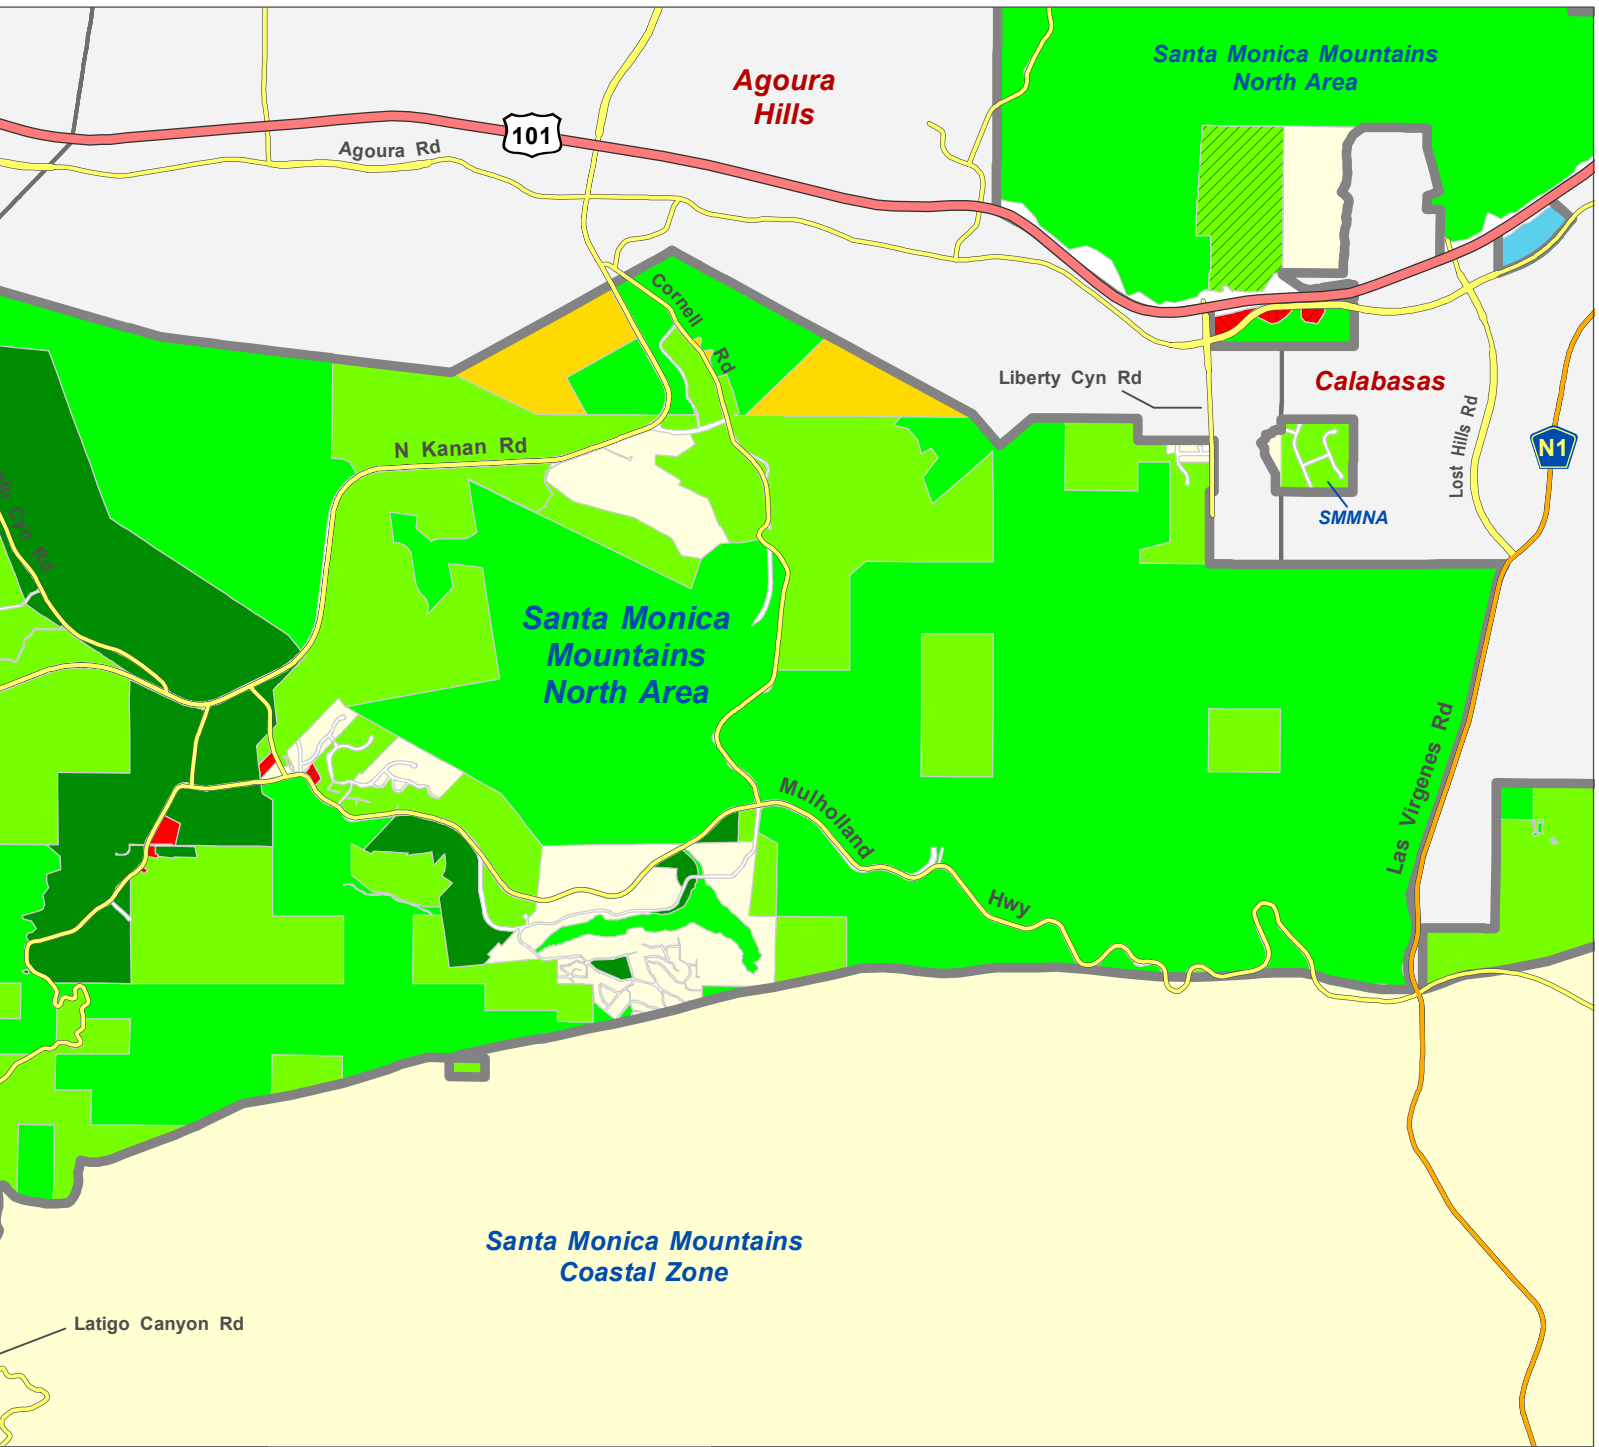 Santa Monica Mountains
North Area
Agoura
Hills
101
Agoura Rd
Cornell
Rd
Liberty Cyn Rd
Calabasas
Lost Hills Rd
N1
N Kanan Rd
SMMNA
Cyn Rd
Santa Monica
Mountains
North Area
Las Virgenes Rd
Mulholland
Hwy
Santa Monica Mountains
Coastal Zone
Latigo Canyon Rd